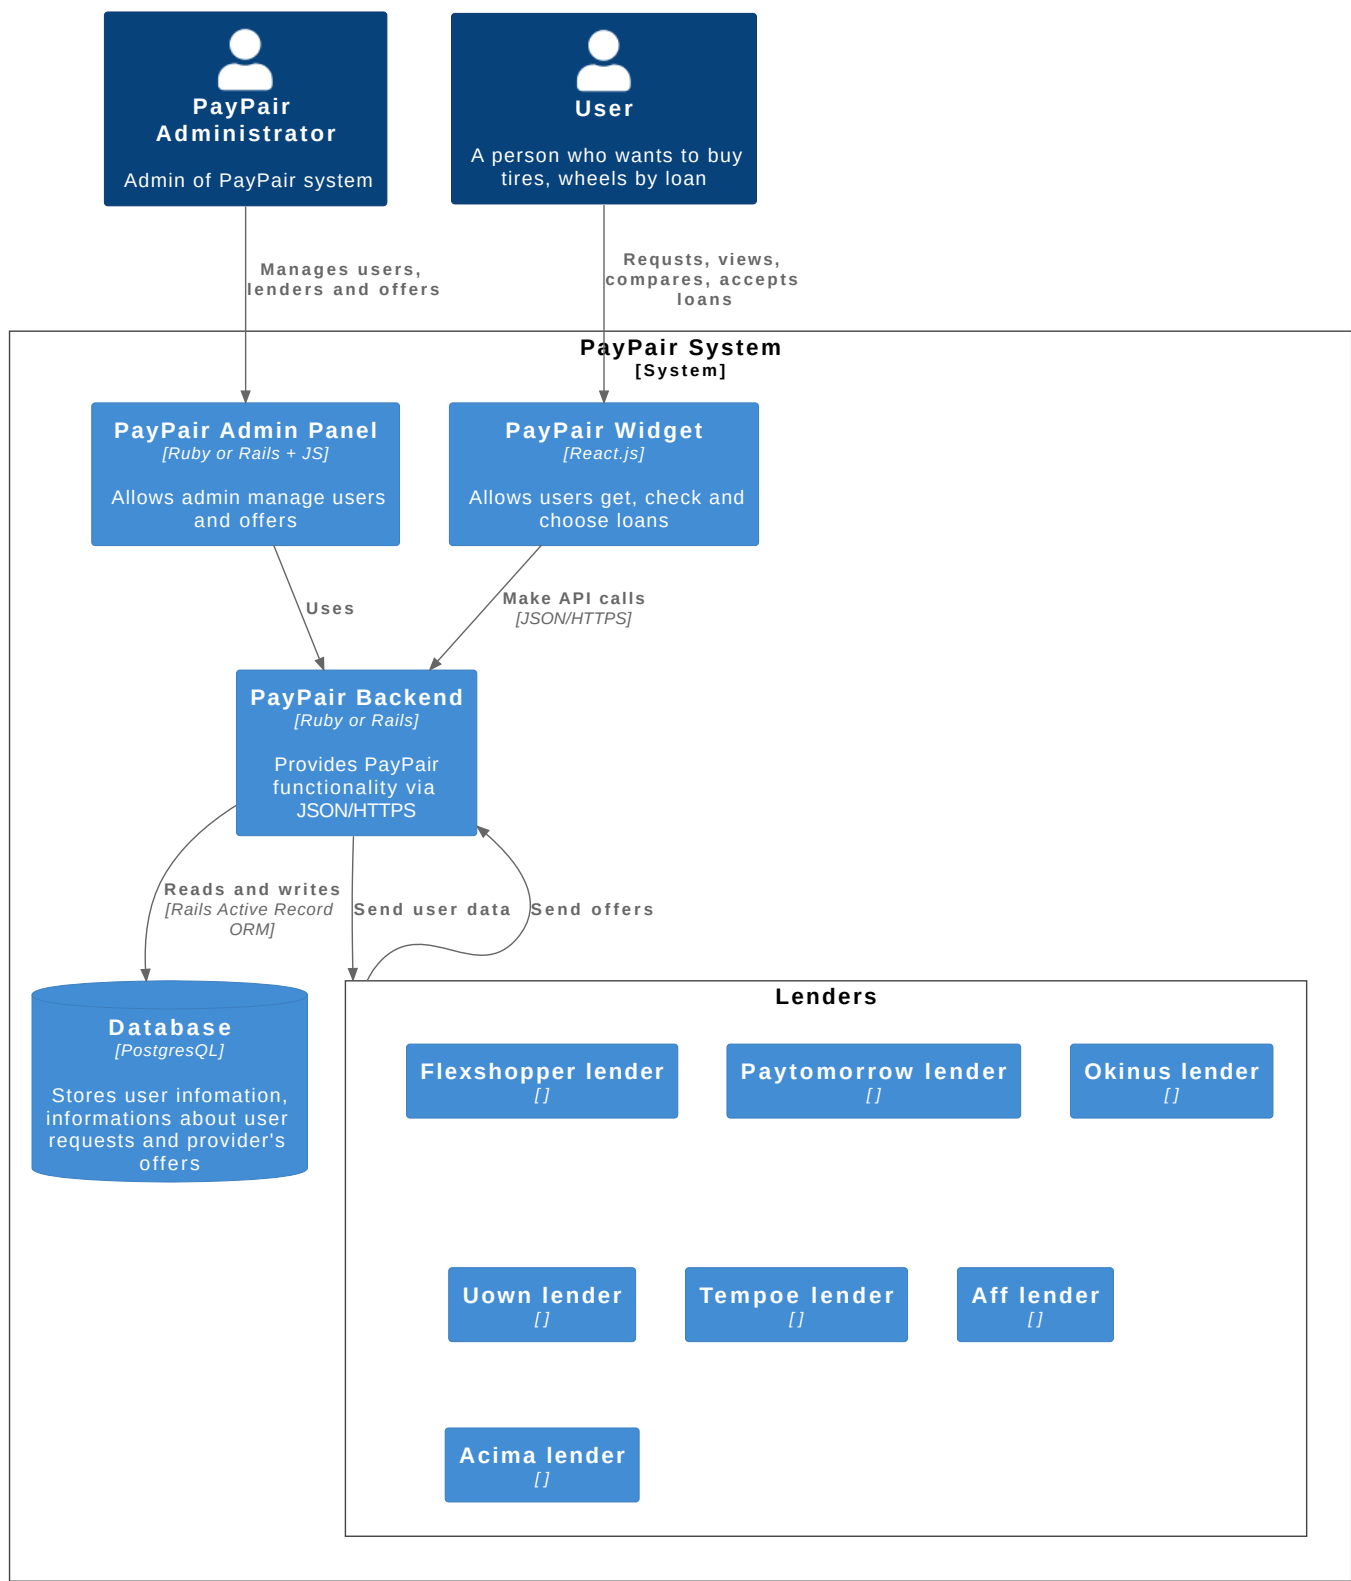 PayPair
Administrator
Admin of PayPair system
User
A person who wants to buy
tires, wheels by loan
Manages users,
lenders and offers
Requsts, views,
compares, accepts
loans
PayPair System
[System]
PayPair Admin Panel
[Ruby or Rails + JS]
Allows admin manage users
and offers
PayPair Widget
[React.js]
Allows users get, check and
choose loans
Uses
Make API calls
[JSON/HTTPS]
PayPair Backend
[Ruby or Rails]
Provides PayPair
functionality via
JSON/HTTPS
Reads and writes
[Rails Active Record
ORM]
Send user data
Send offers
Database
[PostgresQL]
Stores user infomation,
informations about user
requests and provider's
offers
Lenders
Flexshopper lender
[ ]
Paytomorrow lender
[ ]
Okinus lender
[ ]
Uown lender
[ ]
Tempoe lender
[ ]
Aff lender
[ ]
Acima lender
[ ]